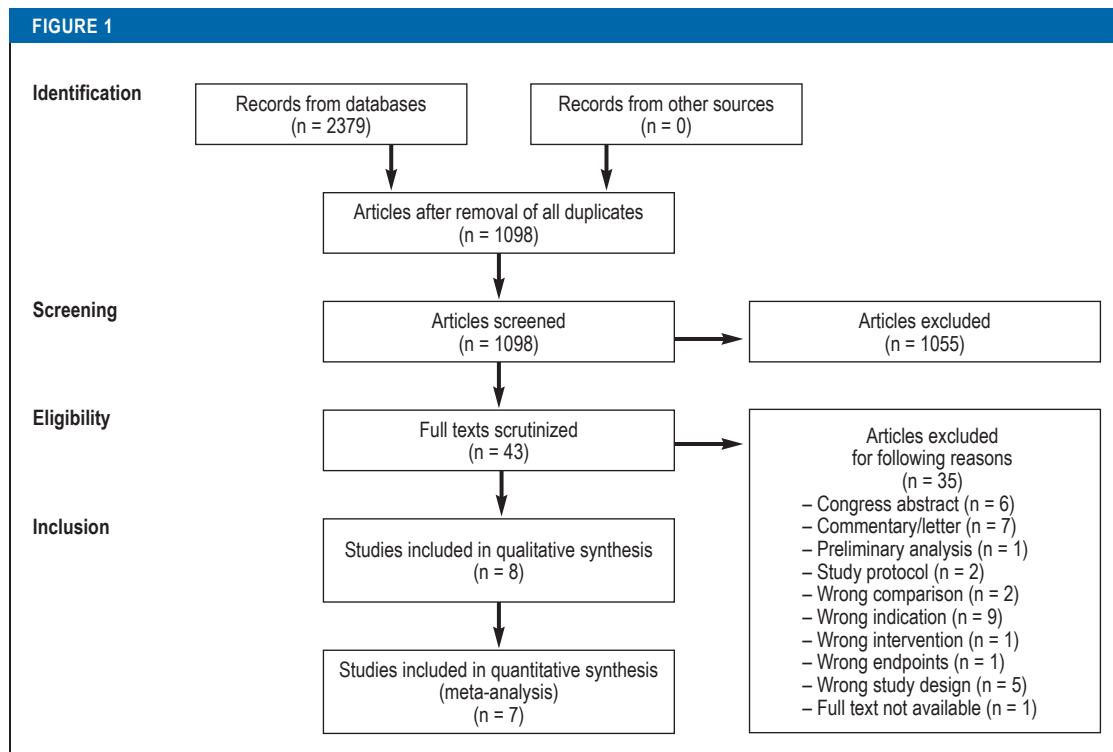 FIGURE 1
Identification
Records from databases
(n = 2379)
Records from other sources
(n = 0)
Articles after removal of all duplicates
(n = 1098)
Screening
Articles screened
(n = 1098)
Articles excluded
(n = 1055)
Eligibility
Full texts scrutinized
(n = 43)
Articles excluded
for following reasons
(n = 35)
– Congress abstract (n = 6)
– Commentary/letter (n = 7)
– Preliminary analysis (n = 1)
– Study protocol (n = 2)
– Wrong comparison (n = 2)
– Wrong indication (n = 9)
– Wrong intervention (n = 1)
– Wrong endpoints (n = 1)
– Wrong study design (n = 5)
– Full text not available (n = 1)
Inclusion
Studies included in qualitative synthesis
(n = 8)
Studies included in quantitative synthesis
(meta-analysis)
(n = 7)